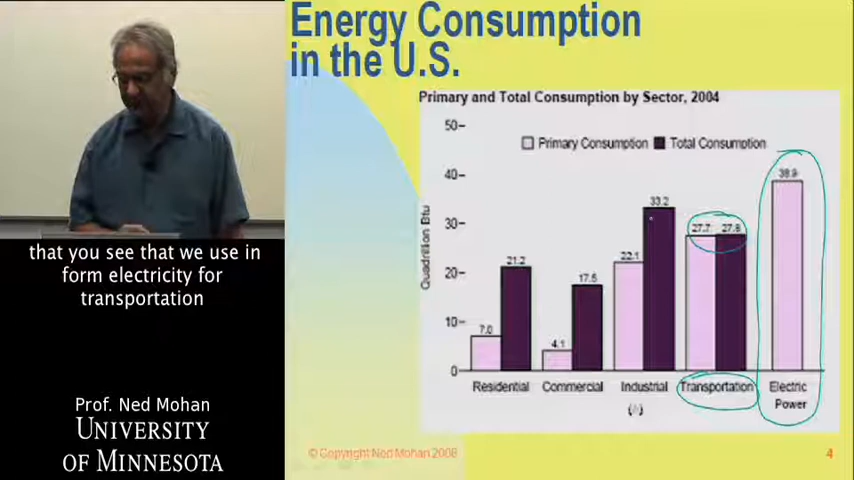 Energy Consumption
in the U.S.
Primary and Total Consumption by Sector, 2004
Primary Consumption Total Consumption
Quadrillion Btu
50
40
30
20
10
0
7.0
21.2
4.1
17.5
22.1
33.2
27.7
27.8
38.9
Residential Commercial Industrial Transportation Electric
Power
© Copyright Ned Mohan 2008
4
that you see that we use in
form electricity for
transportation
Prof. Ned Mohan
UNIVERSITY
OF MINNESOTA